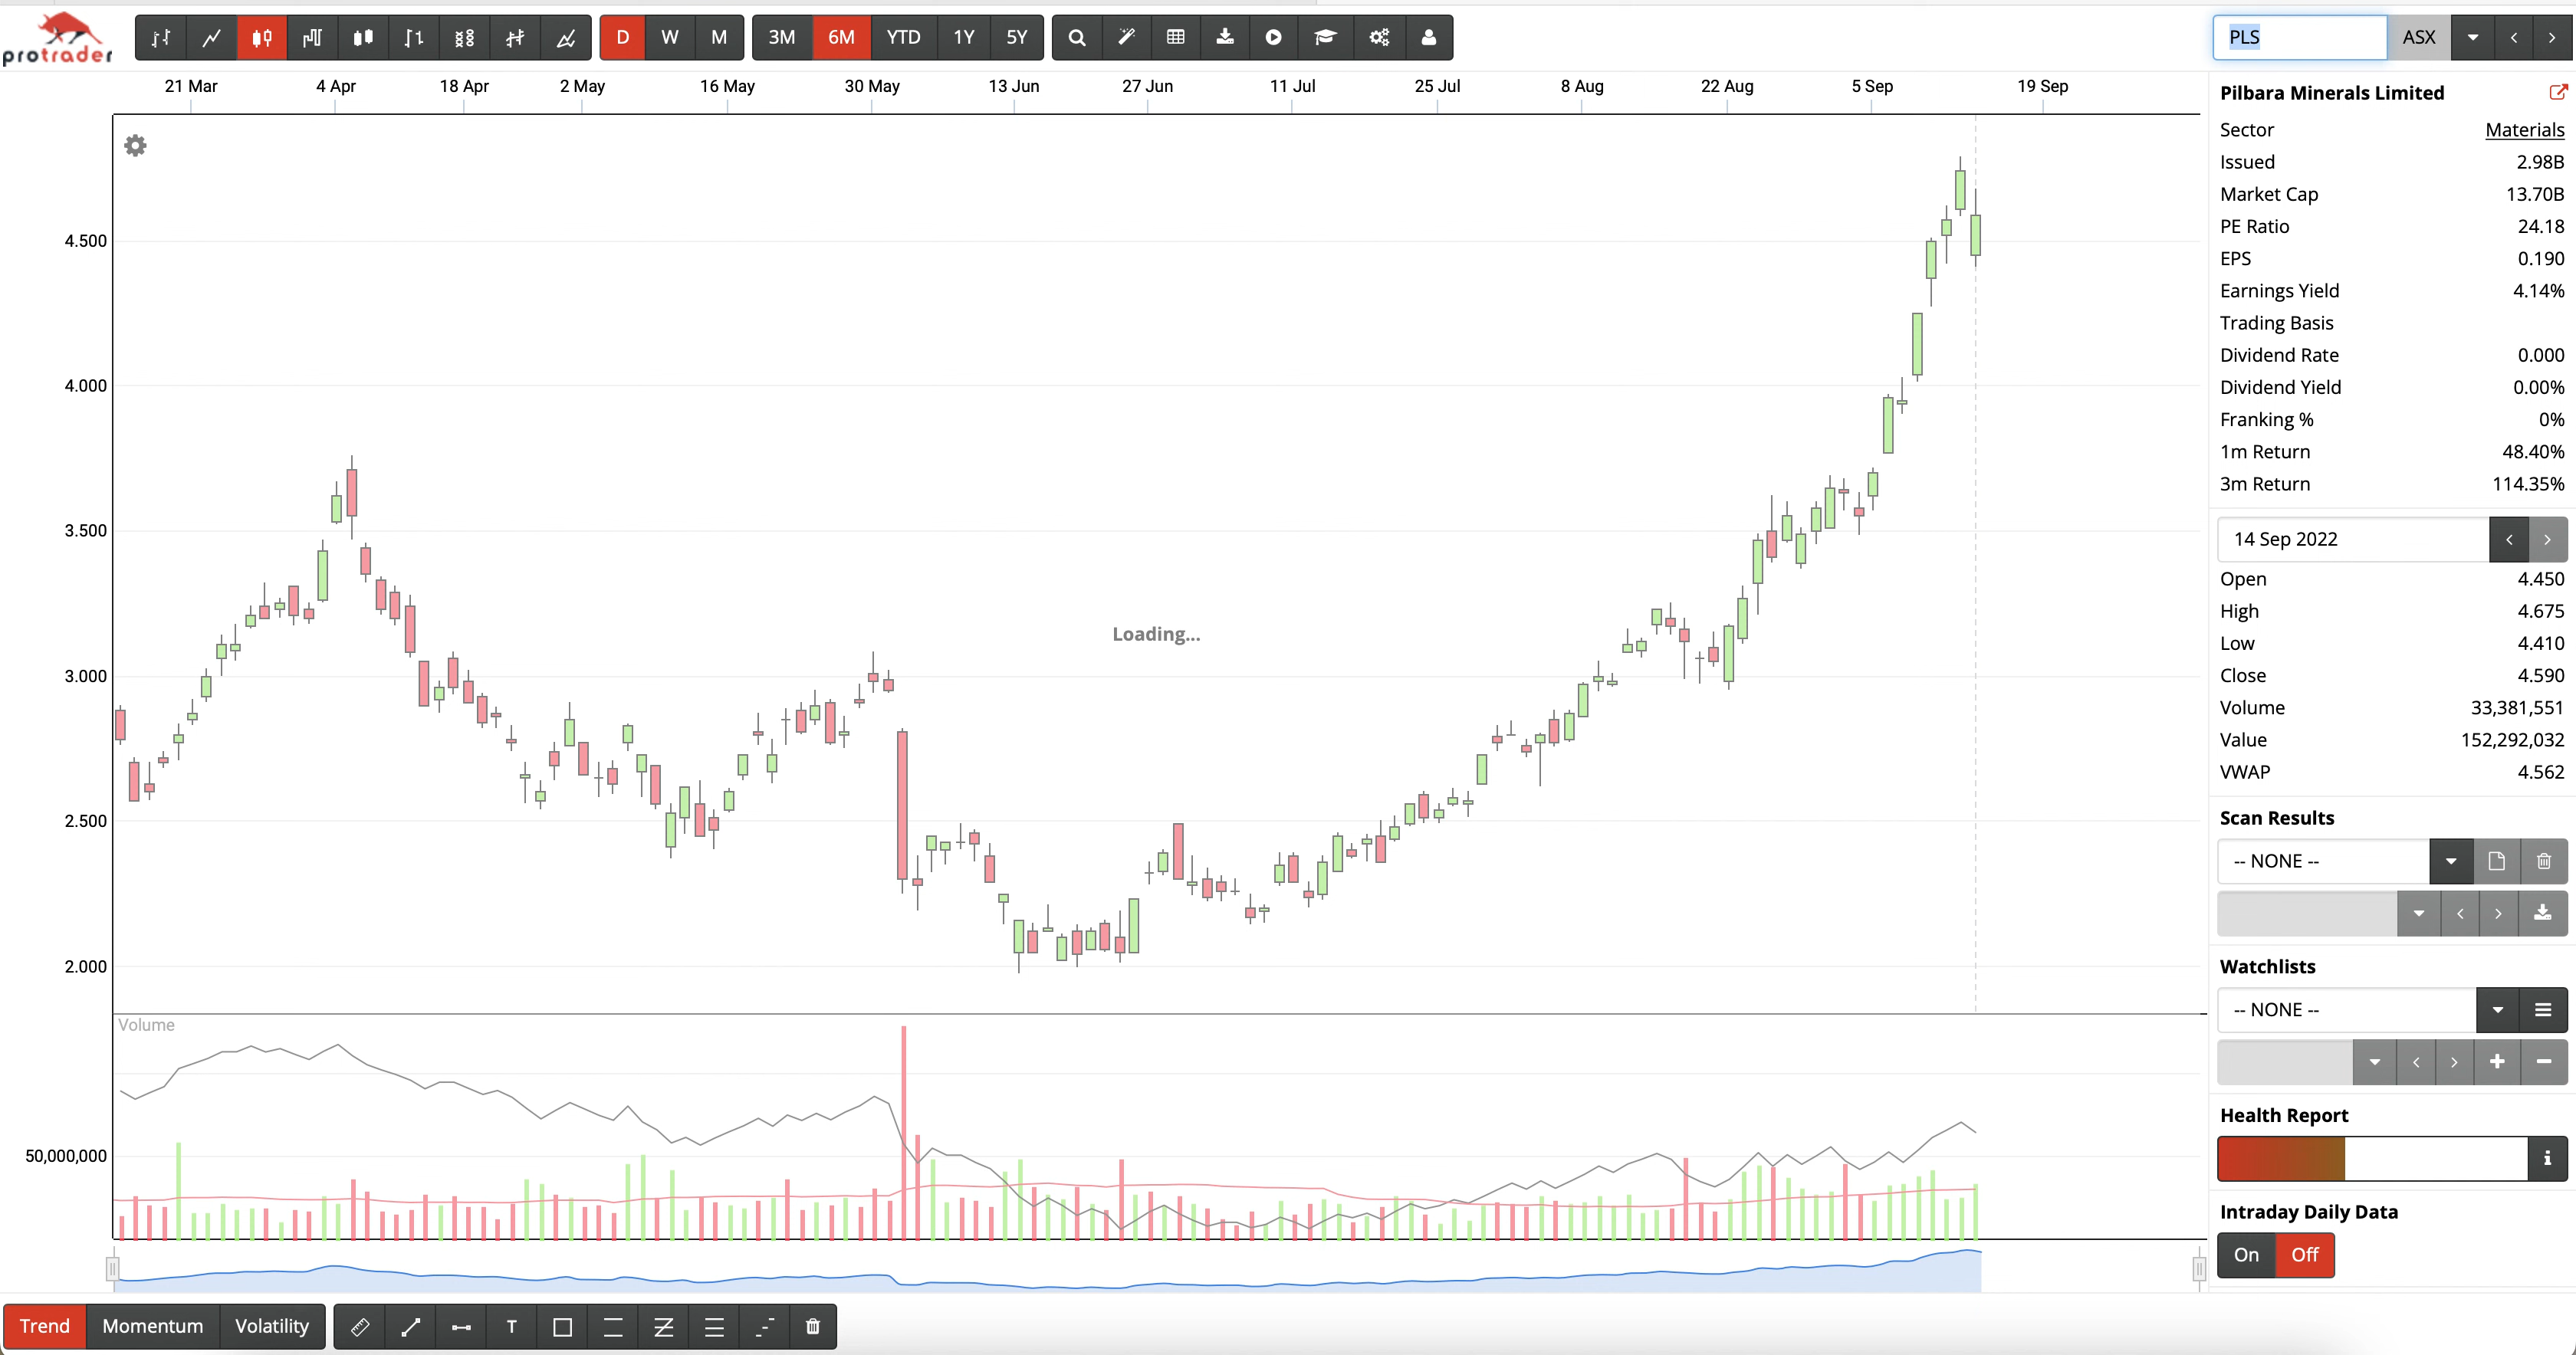 protrader
D W M
3M 6M YTD 1Y 5Y
PLS ASX
21 Mar 4 Apr 18 Apr 2 May 16 May 30 May 13 Jun 27 Jun 11 Jul 25 Jul 8 Aug 22 Aug 5 Sep 19 Sep
4.500
4.000
3.500
3.000
2.500
2.000
Loading...
Volume
50,000,000
Pilbara Minerals Limited
Sector Materials
Issued 2.98B
Market Cap 13.70B
PE Ratio 24.18
EPS 0.190
Earnings Yield 4.14%
Trading Basis
Dividend Rate 0.000
Dividend Yield 0.00%
Franking % 0%
1m Return 48.40%
3m Return 114.35%
14 Sep 2022
Open 4.450
High 4.675
Low 4.410
Close 4.590
Volume 33,381,551
Value 152,292,032
VWAP 4.562
Scan Results
-- NONE --
Watchlists
-- NONE --
Health Report
Intraday Daily Data
On Off
Trend Momentum Volatility
T